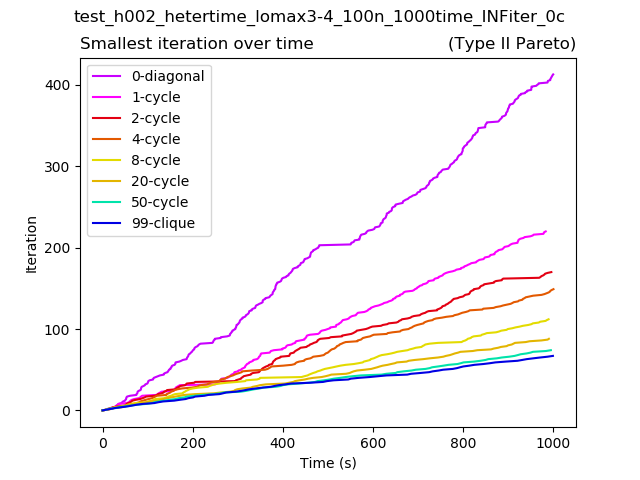 test_h002_hetertime_lomax3-4_100n_1000time_INFiter_0c
Smallest iteration over time (Type II Pareto)
0-diagonal
1-cycle
2-cycle
4-cycle
8-cycle
20-cycle
50-cycle
99-clique
400
300
200
100
0
Iteration
0 200 400 600 800 1000
Time (s)